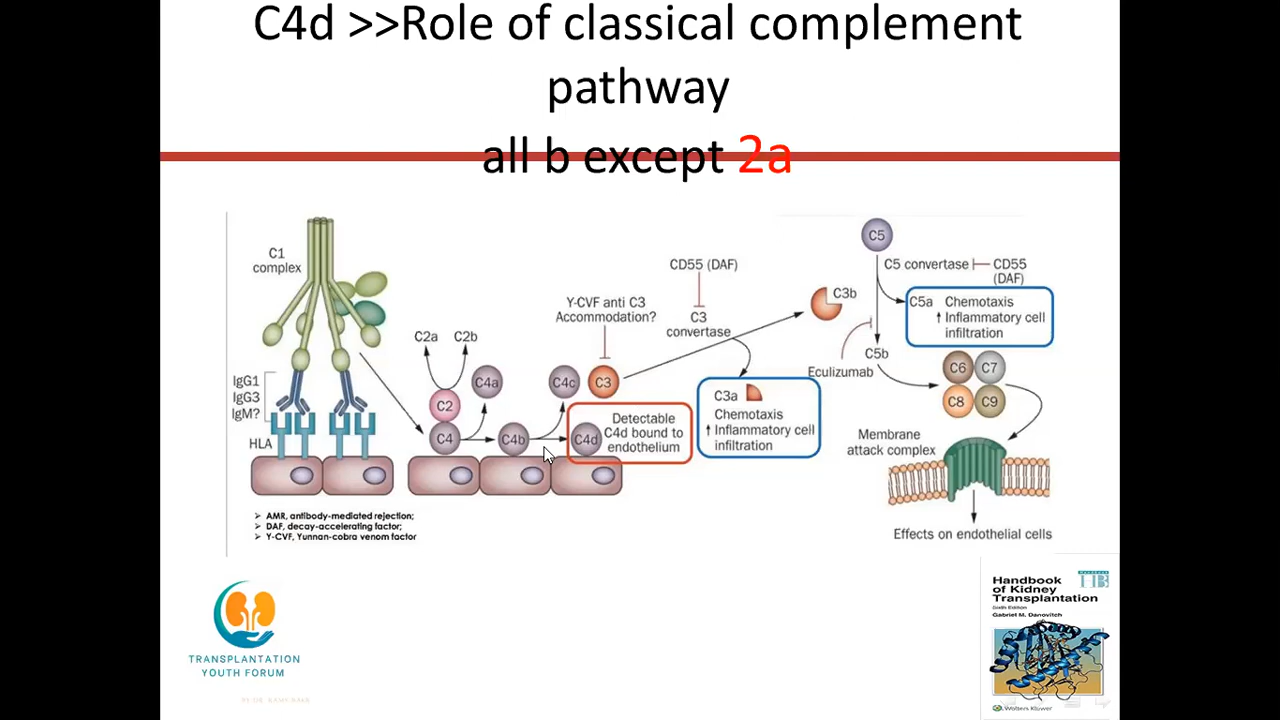 C4d >>Role of classical complement
pathway
all b except 2a
C1
complex
IgG1
IgG3
IgM?
HLA
C2a
C2b
C2
C4a
C4
C4b
C4c
C4d
Detectable
C4d bound to
endothelium
Y-CVF anti C3
Accommodation?
C3
CD55 (DAF)
C3
convertase
C3a
Chemotaxis
↑ Inflammatory cell
infiltration
C3b
C5
C5 convertase
CD55
(DAF)
C5a Chemotaxis
↑ Inflammatory cell
infiltration
Eculizumab
C5b
C6 C7
C8 C9
Membrane
attack complex
Effects on endothelial cells
➢ AMR, antibody-mediated rejection;
➢ DAF, decay-accelerating factor;
➢ Y-CVF, Yunnan-cobra venom factor
TRANSPLANTATION
YOUTH FORUM
Handbook
of Kidney
Transplantation
Sixth Edition
Gabriel M. Danovitch
Wolters Kluwer